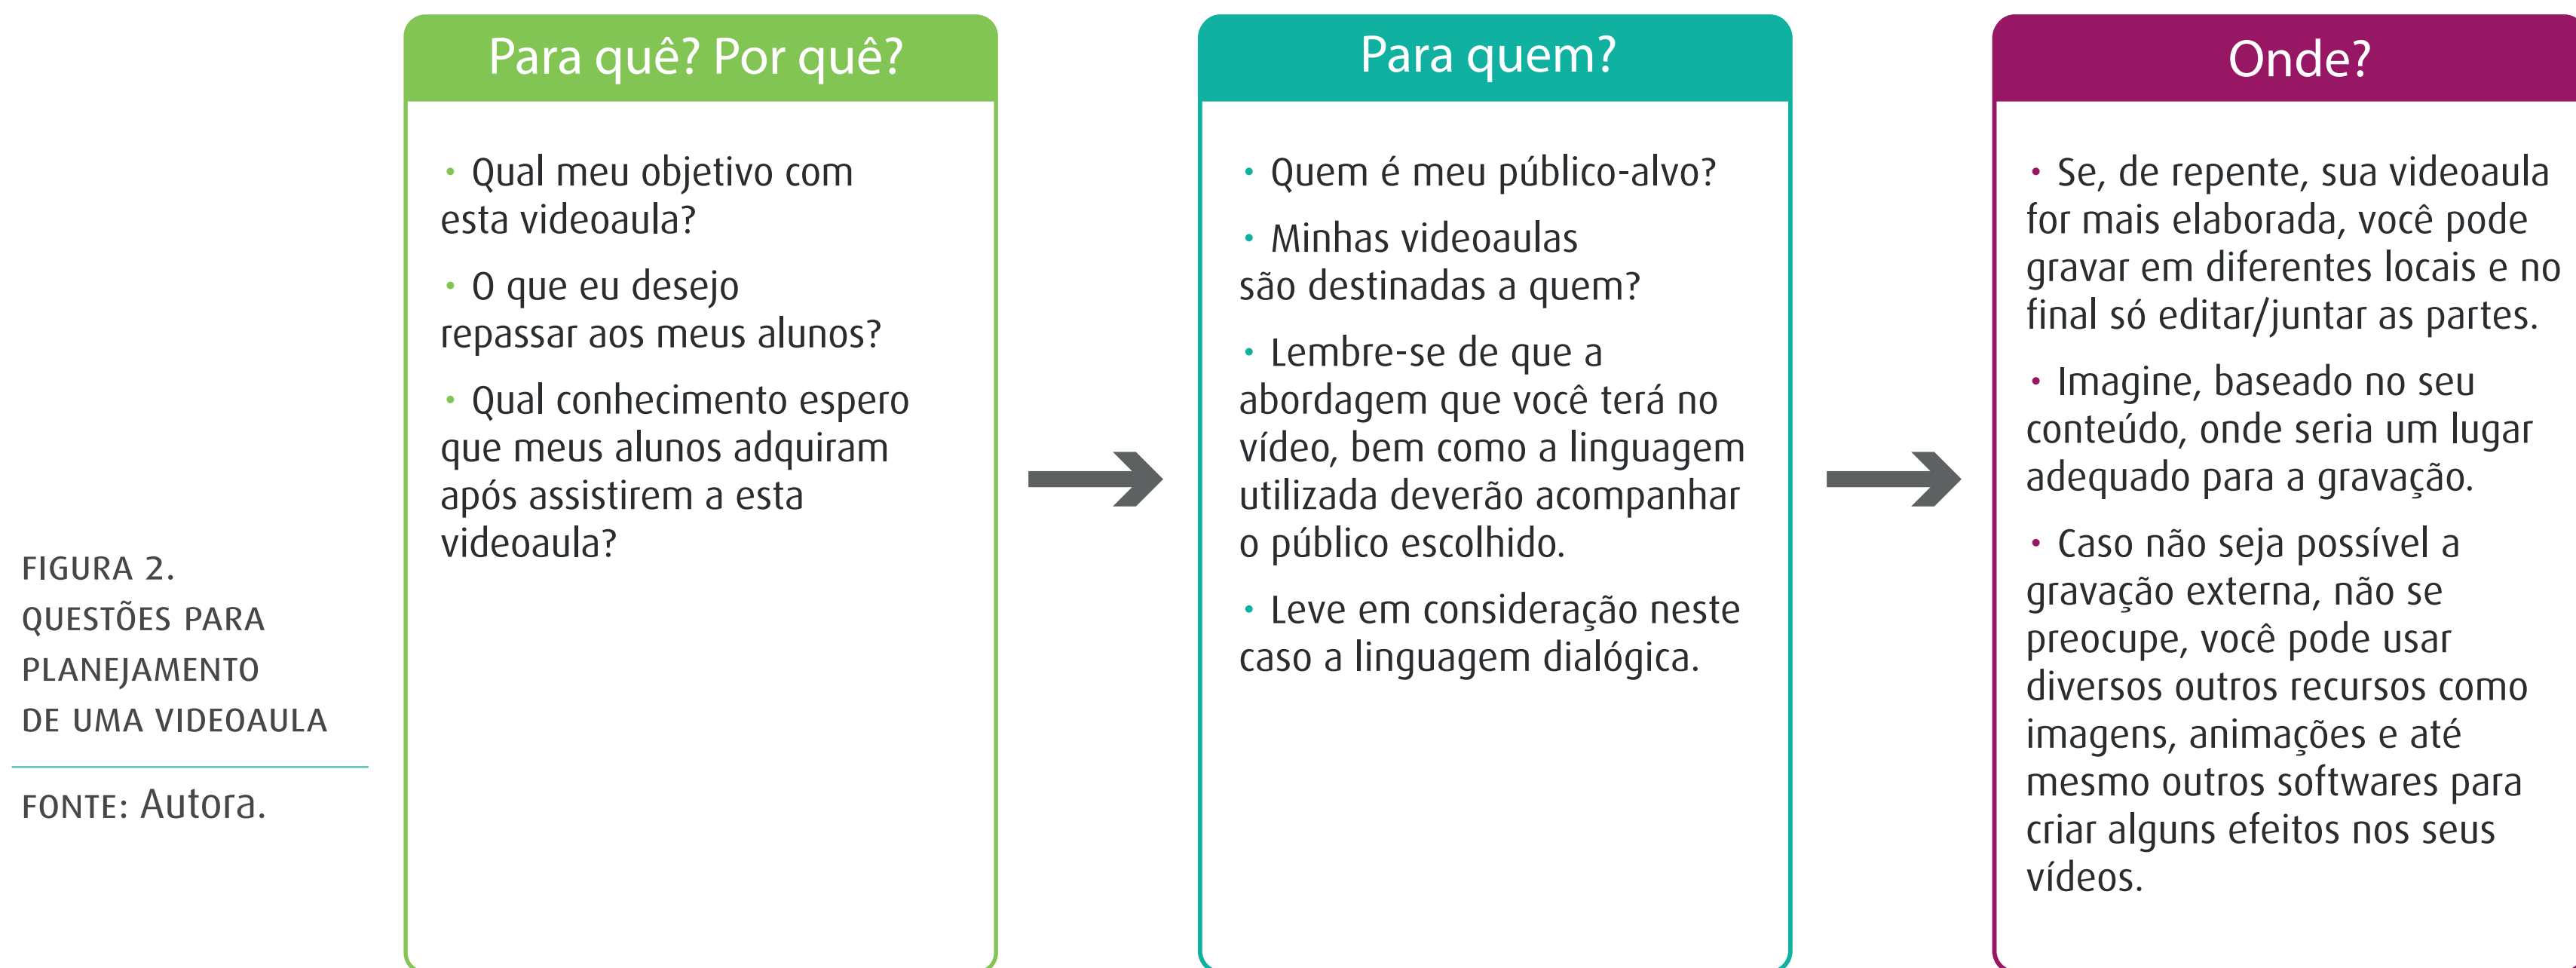 Para quê? Por quê?
• Qual meu objetivo com
esta videoaula?
• O que eu desejo
repassar aos meus alunos?
• Qual conhecimento espero
que meus alunos adquiram
após assistirem a esta
videoaula?
Para quem?
• Quem é meu público-alvo?
• Minhas videoaulas
são destinadas a quem?
• Lembre-se de que a
abordagem que você terá no
vídeo, bem como a linguagem
utilizada deverão acompanhar
o público escolhido.
• Leve em consideração neste
caso a linguagem dialógica.
Onde?
• Se, de repente, sua videoaula
for mais elaborada, você pode
gravar em diferentes locais e no
final só editar/juntar as partes.
• Imagine, baseado no seu
conteúdo, onde seria um lugar
adequado para a gravação.
• Caso não seja possível a
gravação externa, não se
preocupe, você pode usar
diversos outros recursos como
imagens, animações e até
mesmo outros softwares para
criar alguns efeitos nos seus
vídeos.
FIGURA 2.
QUESTÕES PARA
PLANEJAMENTO
DE UMA VIDEOAULA
FONTE: Autora.